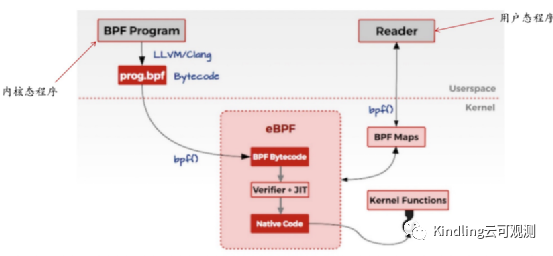 用户态程序
BPF Program
Reader
LLVM/Clang
prog.bpf
Bytecode
内核态程序
Userspace
bpf()
Kernel
eBPF
BPF Maps
bpf()
BPF Bytecode
Verifier + JIT
Kernel Functions
Native Code
Kindling云可观测